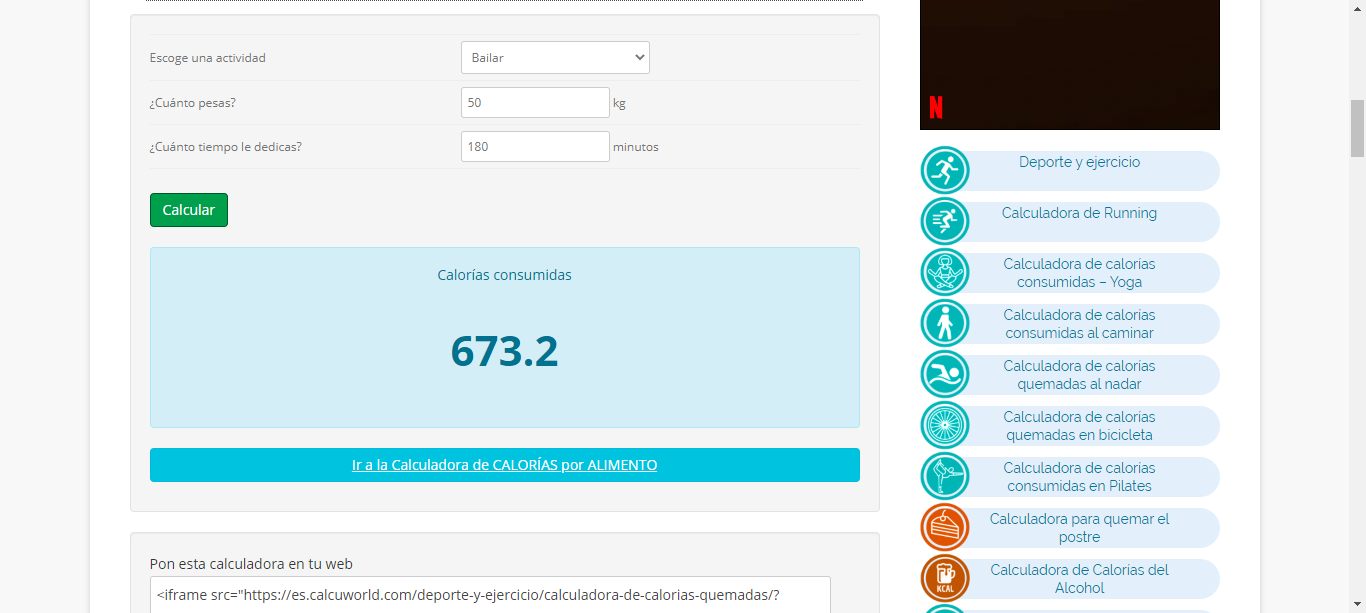 Escoge una actividad
Bailar
¿Cuánto pesas?
50
kg
¿Cuánto tiempo le dedicas?
180
minutos
Calcular
Calorías consumidas
673.2
Ir a la Calculadora de CALORÍAS por ALIMENTO
Pon esta calculadora en tu web
<iframe src="https://es.calcuworld.com/deporte-y-ejercicio/calculadora-de-calorias-quemadas/?
N
Deporte y ejercicio
Calculadora de Running
Calculadora de calorías
consumidas – Yoga
Calculadora de calorías
consumidas al caminar
Calculadora de calorías
quemadas al nadar
Calculadora de calorías
quemadas en bicicleta
Calculadora de calorías
consumidas en Pilates
Calculadora para quemar el
postre
KCAL
Calculadora de Calorías del
Alcohol